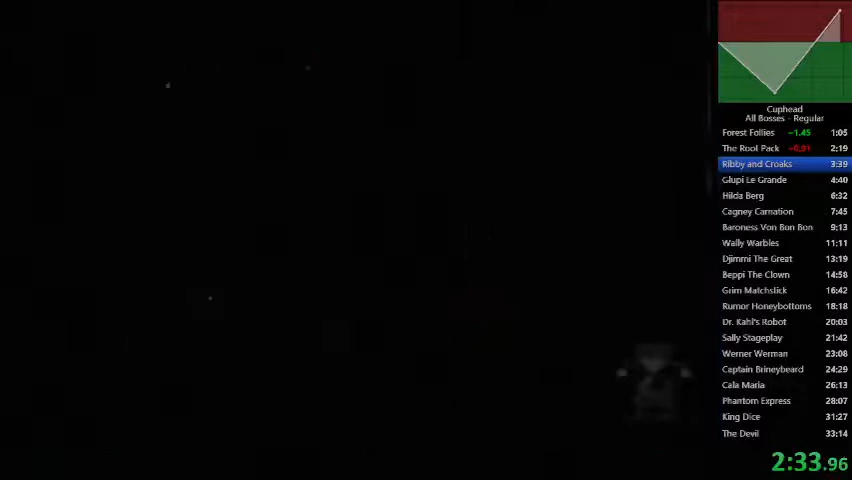 Cuphead
All Bosses - Regular
Forest Follies −1.45 1:05
The Root Pack +0.91 2:19
Ribby and Croaks 3:39
Glupi Le Grande 4:40
Hilda Berg 6:32
Cagney Carnation 7:45
Baroness Von Bon Bon 9:13
Wally Warbles 11:11
Djimmi The Great 13:19
Beppi The Clown 14:58
Grim Matchslick 16:42
Rumor Honeybottoms 18:18
Dr. Kahl's Robot 20:03
Sally Stageplay 21:42
Werner Werman 23:08
Captain Brineybeard 24:29
Cala Maria 26:13
Phantom Express 28:07
King Dice 31:27
The Devil 33:14
2:33.96